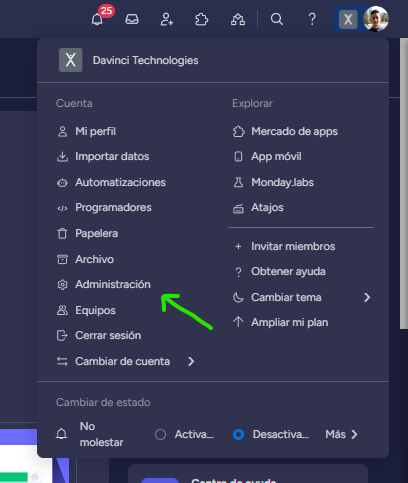 25
Davinci Technologies
Cuenta
Mi perfil
Importar datos
Automatizaciones
Programadores
Papelera
Archivo
Administración
Equipos
Cerrar sesión
Cambiar de cuenta
Explorar
Mercado de apps
App móvil
Monday.labs
Atajos
Invitar miembros
Obtener ayuda
Cambiar tema
Ampliar mi plan
Cambiar de estado
No
molestar
Activa...
Desactiva...
Más
Centro de ayuda